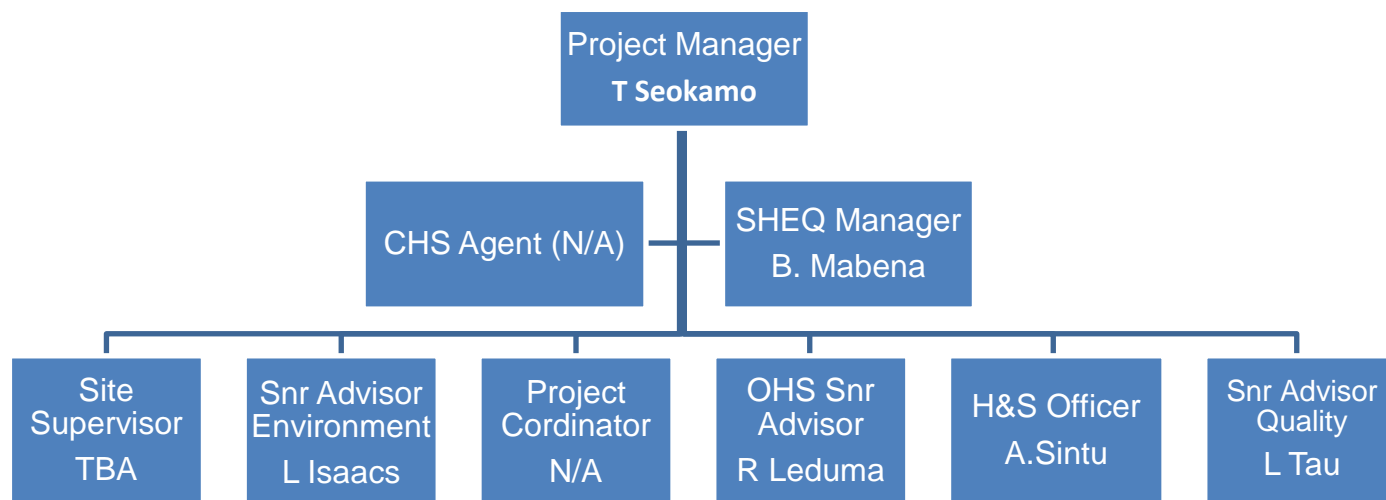 Project Manager
T Seokamo
CHS Agent (N/A)
SHEQ Manager
B. Mabena
Site
Supervisor
TBA
Snr Advisor
Environment
L Isaacs
Project
Cordinator
N/A
OHS Snr
Advisor
R Leduma
H&S Officer
A.Sintu
Snr Advisor
Quality
L Tau